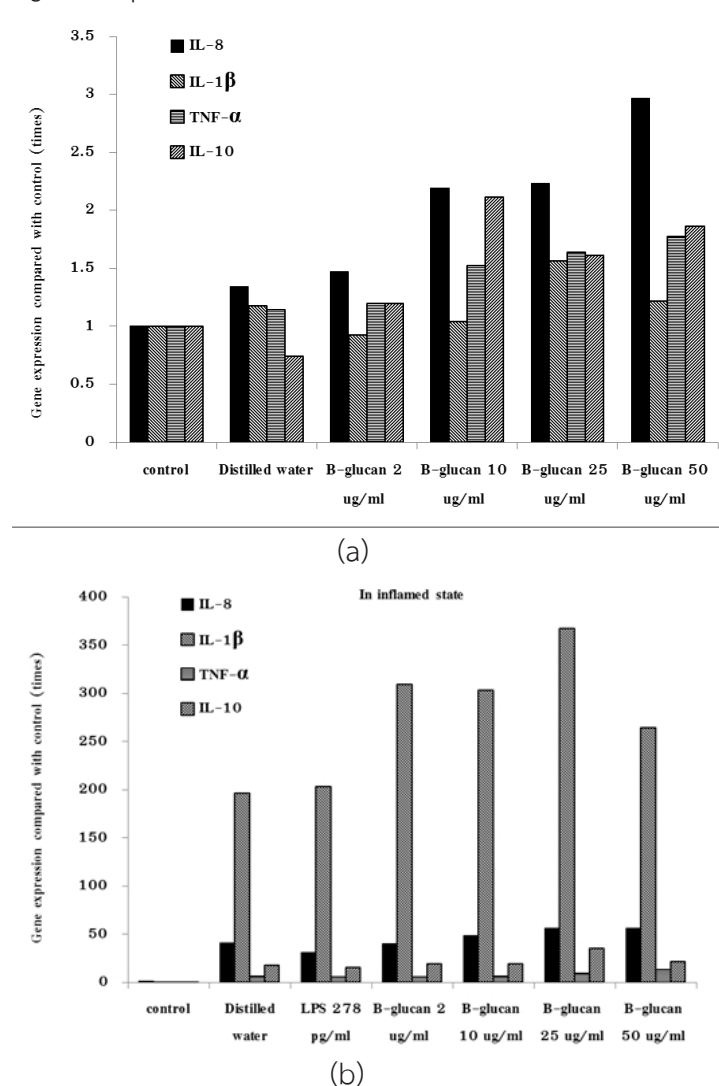 3.5
3
2.5
2
1.5
1
0.5
0
Gene expression compared with control (times)
IL-8
IL-1β
TNF-α
IL-10
control Distilled water B-glucan 2 B-glucan 10 B-glucan 25 B-glucan 50
ug/ml ug/ml ug/ml ug/ml
(a)
In inflamed state
400
350
300
250
200
150
100
50
0
Gene expression compared with control (times)
IL-8
IL-1β
TNF-α
IL-10
control Distilled LPS 278 B-glucan 2 B-glucan B-glucan B-glucan
water pg/ml ug/ml 10 ug/ml 25 ug/ml 50 ug/ml
(b)